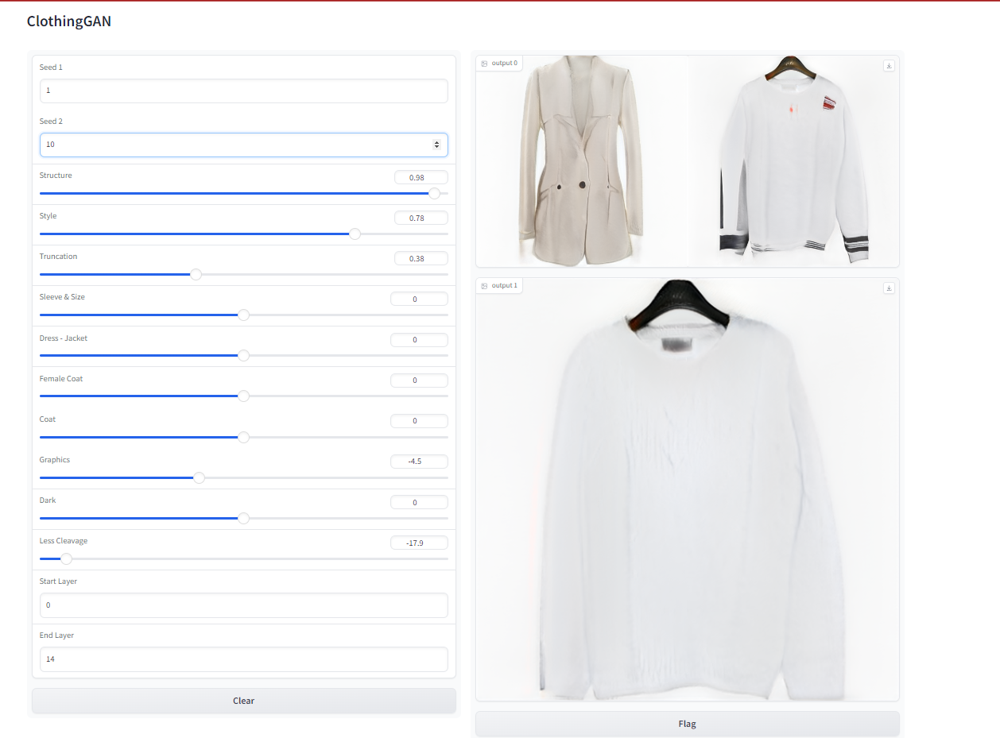 ClothingGAN
Seed 1
1
Seed 2
10
Structure
0.98
Style
0.78
Truncation
0.38
Sleeve & Size
0
Dress - Jacket
0
Female Coat
0
Coat
0
Graphics
-4.5
Dark
0
Less Cleavage
-17.9
Start Layer
0
End Layer
14
Clear
output 0
output 1
Flag